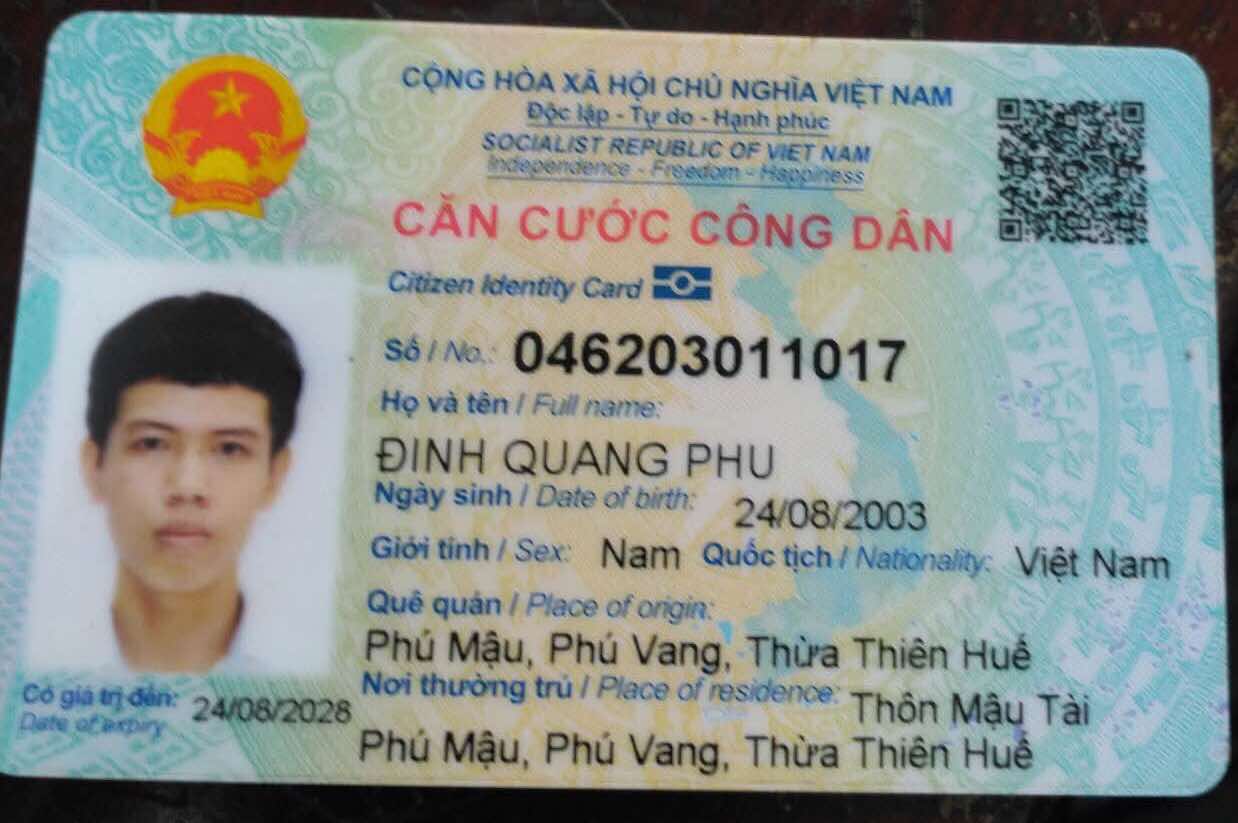 CỘNG HÒA XÃ HỘI CHỦ NGHĨA VIỆT NAM
Độc lập - Tự do - Hạnh phúc
SOCIALIST REPUBLIC OF VIET NAM
Independence - Freedom - Happiness
CĂN CƯỚC CÔNG DÂN
Citizen Identity Card
Số / No.: 046203011017
Họ và tên / Full name:
ĐINH QUANG PHU
Ngày sinh / Date of birth: 24/08/2003
Giới tính / Sex: Nam Quốc tịch / Nationality: Việt Nam
Quê quán / Place of origin:
Phú Mậu, Phú Vang, Thừa Thiên Huế
Nơi thường trú / Place of residence: Thôn Mậu Tài
Phú Mậu, Phú Vang, Thừa Thiên Huế
Có giá trị đến: 24/08/2028
Date of expiry